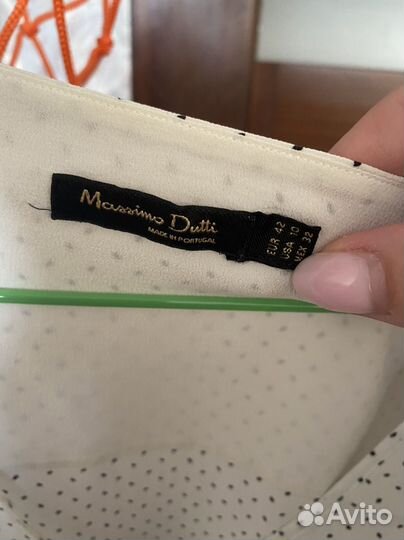 Massimo Dutti
MADE IN PORTUGAL
EUR 42
USA 10
MEX 32
Avito